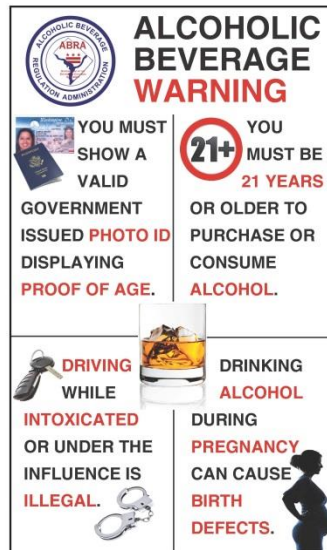 ALCOHOLIC BEVERAGE
ABRA
REGULATION ADMINISTRATION
ALCOHOLIC
BEVERAGE
WARNING
YOU MUST
SHOW A
VALID
GOVERNMENT
ISSUED PHOTO ID
DISPLAYING
PROOF OF AGE.
21+
YOU
MUST BE
21 YEARS
OR OLDER TO
PURCHASE OR
CONSUME
ALCOHOL.
DRIVING
WHILE
INTOXICATED
OR UNDER THE
INFLUENCE IS
ILLEGAL.
DRINKING
ALCOHOL
DURING
PREGNANCY
CAN CAUSE
BIRTH
DEFECTS.